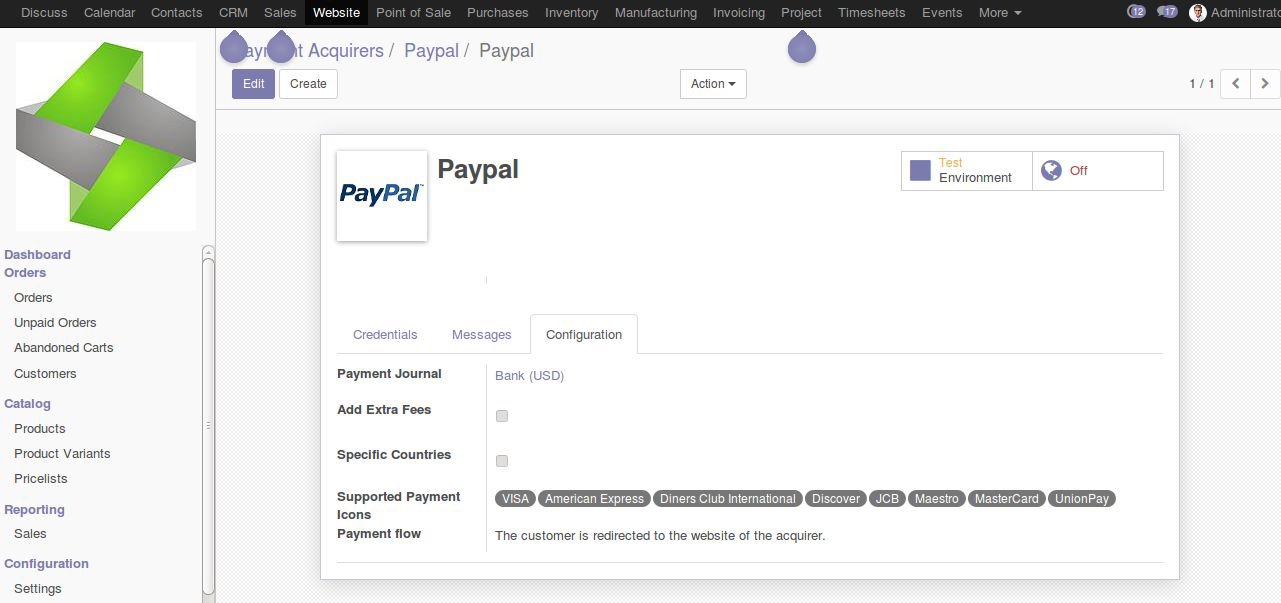 Discuss Calendar Contacts CRM Sales Website Point of Sale Purchases Inventory Manufacturing Invoicing Project Timesheets Events More 12 17
Acquirers / Paypal / Paypal
Edit Create Action 1 / 1
PayPal™
Paypal
Test
Environment
Off
Dashboard
Orders
Orders
Unpaid Orders
Abandoned Carts
Customers
Catalog
Products
Product Variants
Pricelists
Reporting
Sales
Configuration
Settings
Credentials Messages Configuration
Payment Journal Bank (USD)
Add Extra Fees
Specific Countries
Supported Payment Icons VISA American Express Diners Club International Discover JCB Maestro MasterCard UnionPay
Payment flow The customer is redirected to the website of the acquirer.